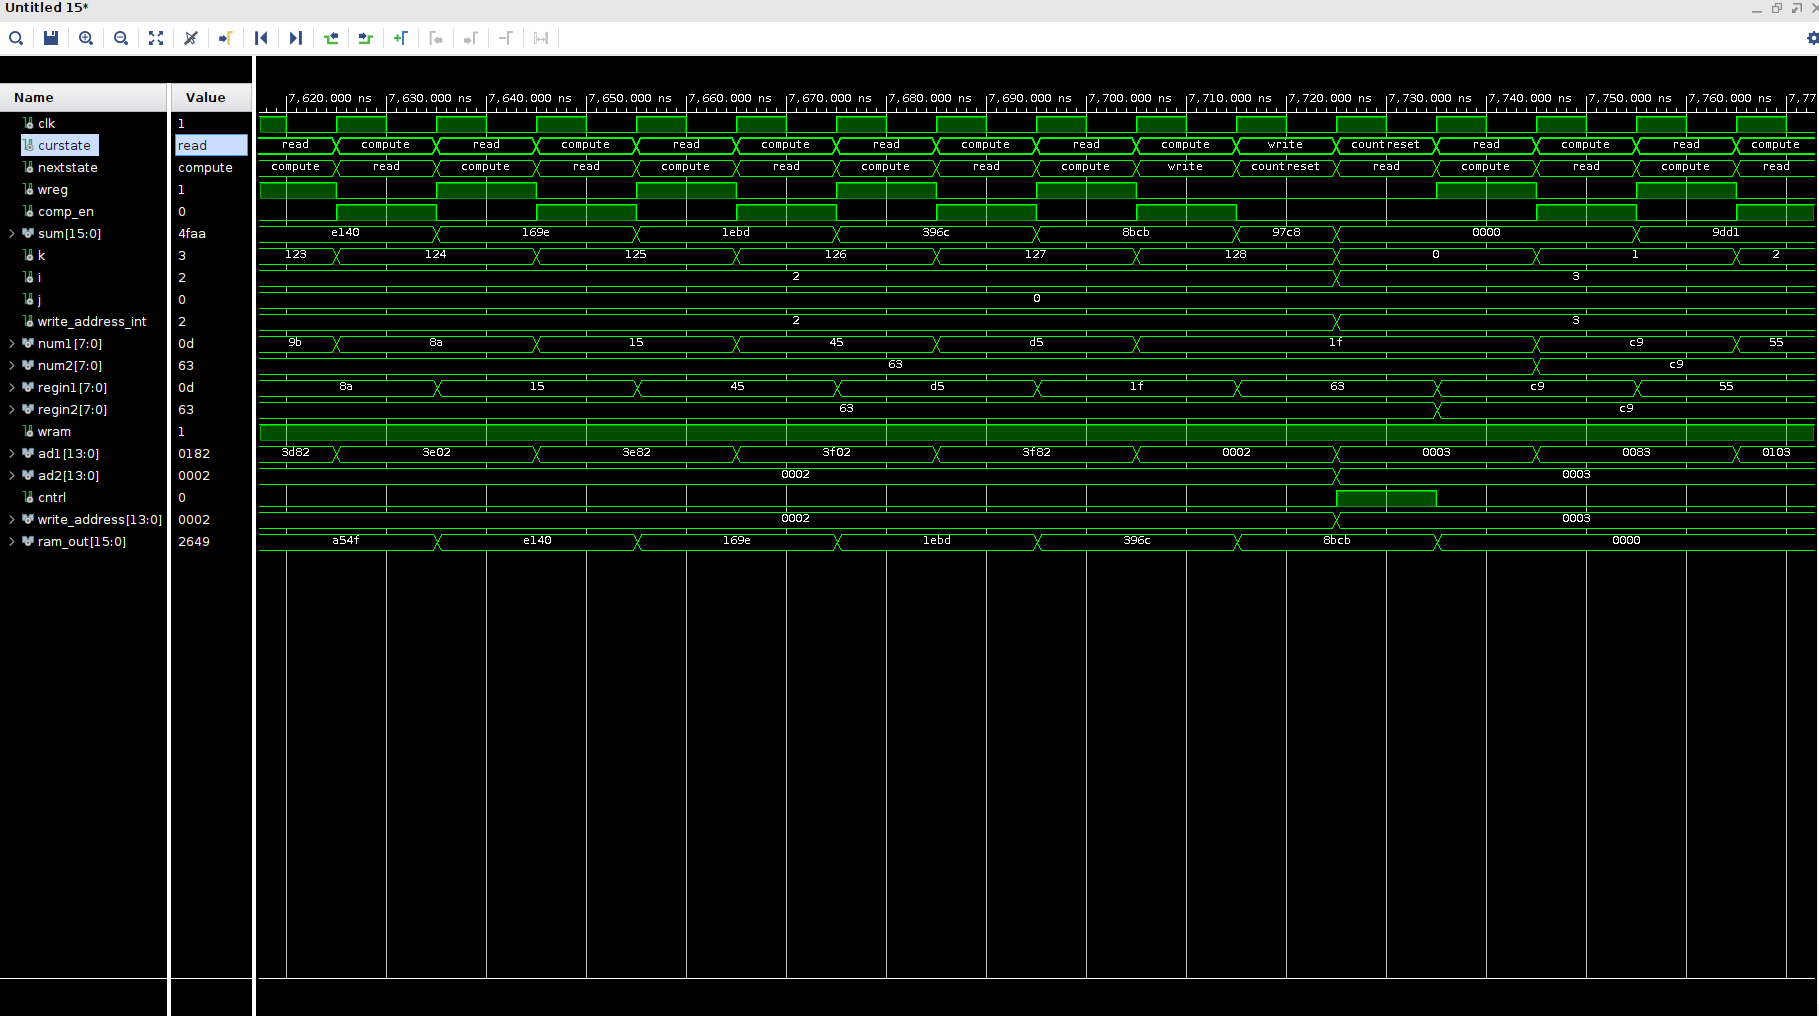 Untitled 15*
Name Value
7,620.000 ns 7,630.000 ns 7,640.000 ns 7,650.000 ns 7,660.000 ns 7,670.000 ns 7,680.000 ns 7,690.000 ns 7,700.000 ns 7,710.000 ns 7,720.000 ns 7,730.000 ns 7,740.000 ns 7,750.000 ns 7,760.000 ns 7,77
clk 1
curstate read read compute read compute read compute read compute read compute write countreset read compute read compute
nextstate compute compute read compute read compute read compute read compute write countreset read compute read compute read
wreg 1
comp_en 0
sum[15:0] 4faa e140 169e 1ebd 396c 8bcb 97c8 0000 9dd1
k 3 123 124 125 126 127 128 0 1 2
i 2 2 3
j 0 0
write_address_int 2 2 3
num1[7:0] 0d 9b 8a 15 45 d5 1f c9 55
num2[7:0] 63 63 c9
regin1[7:0] 0d 8a 15 45 d5 1f 63 c9 55
regin2[7:0] 63 63 c9
wram 1
ad1[13:0] 0182 3d82 3e02 3e82 3f02 3f82 0002 0003 0083 0103
ad2[13:0] 0002 0002 0003
cntrl 0
write_address[13:0] 0002 0002 0003
ram_out[15:0] 2649 a54f e140 169e 1ebd 396c 8bcb 0000